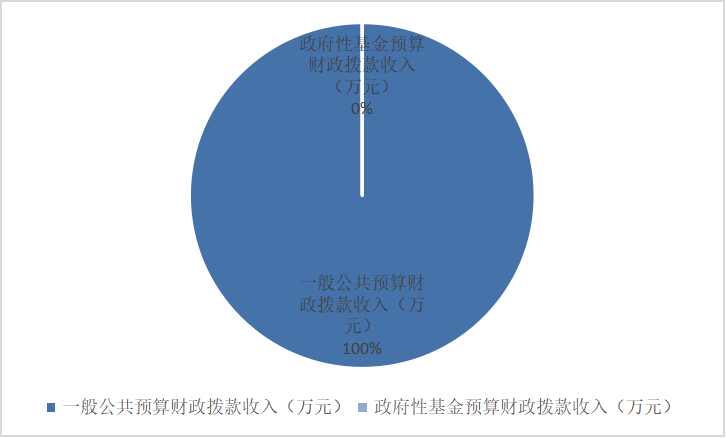 政府性基金预算
财政拨款收入
（万元）
0%
一般公共预算财
政拨款收入（万
元）
100%
一般公共预算财政拨款收入（万元） 政府性基金预算财政拨款收入（万元）